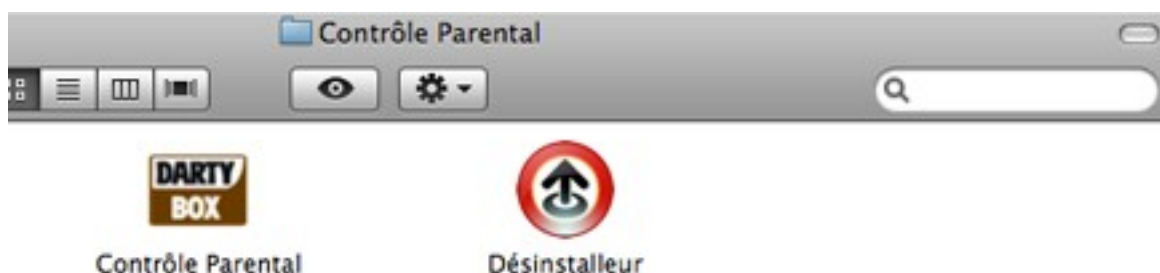 Contrôle Parental
DARTY
BOX
Contrôle Parental
Désinstalleur